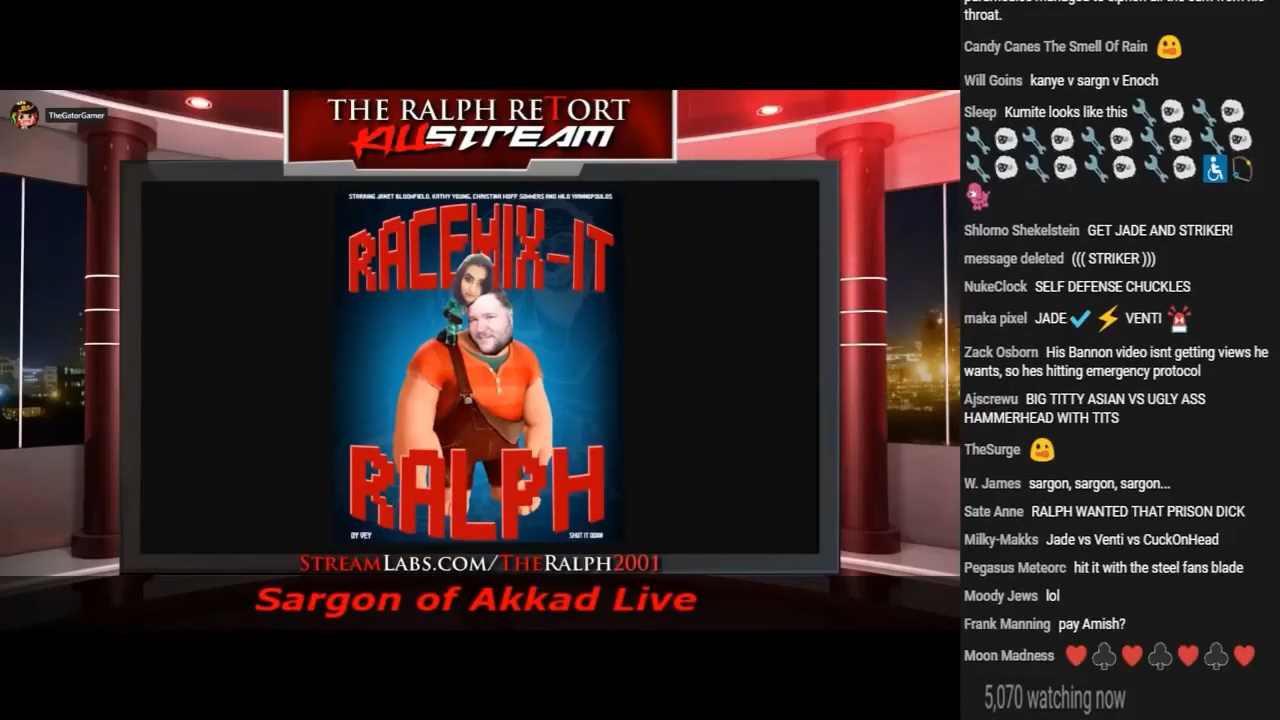 TheGatorGamer
THE RALPH RETORT
KILLSTREAM
STARRING JANET BLOOMFIELD, KATHY YOUNG, CHRISTINA HOFF SOMMERS AND MILO YIANNOPOULOS
RACEMIX-IT
RALPH
OY VEY
SHUT IT DOWN
STREAMLABS.COM/THERALPH2001
Sargon of Akkad Live
throat.
Candy Canes The Smell Of Rain
Will Goins kanye v sargn v Enoch
Sleep Kumite looks like this
Shlomo Shekelstein GET JADE AND STRIKER!
message deleted ((( STRIKER )))
NukeClock SELF DEFENSE CHUCKLES
maka pixel JADE ✔️⚡ VENTI 🚨
Zack Osborn His Bannon video isnt getting views he
wants, so hes hitting emergency protocol
Ajscrewu BIG TITTY ASIAN VS UGLY ASS
HAMMERHEAD WITH TITS
TheSurge
W. James sargon, sargon, sargon...
Sate Anne RALPH WANTED THAT PRISON DICK
Milky-Makks Jade vs Venti vs CuckOnHead
Pegasus Meteorc hit it with the steel fans blade
Moody Jews lol
Frank Manning pay Amish?
Moon Madness ♥♣♥♣♥♣♥
5,070 watching now